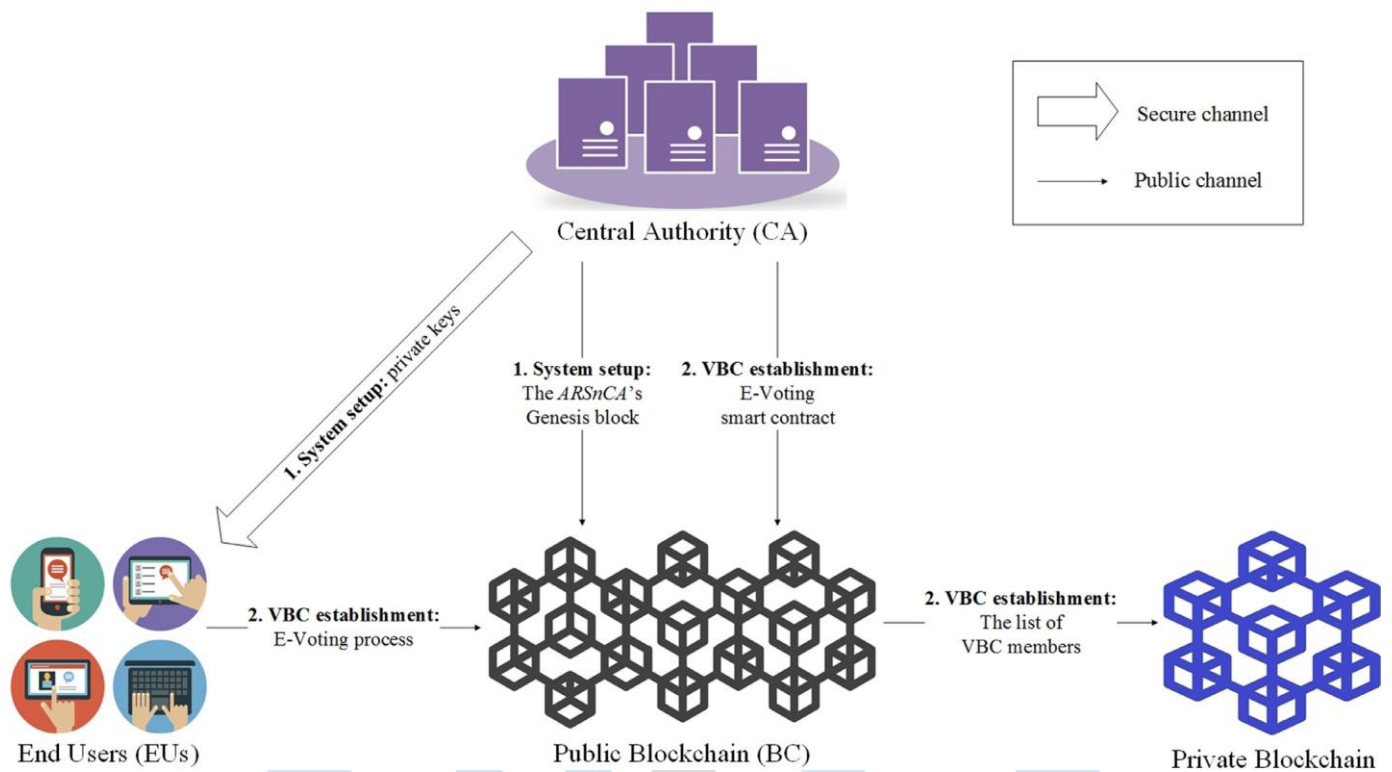 Secure channel
Public channel
Central Authority (CA)
1. System setup: private keys
1. System setup:
The ARSnCA's
Genesis block
2. VBC establishment:
E-Voting
smart contract
2. VBC establishment:
E-Voting process
2. VBC establishment:
The list of
VBC members
End Users (EUs)
Public Blockchain (BC)
Private Blockchain